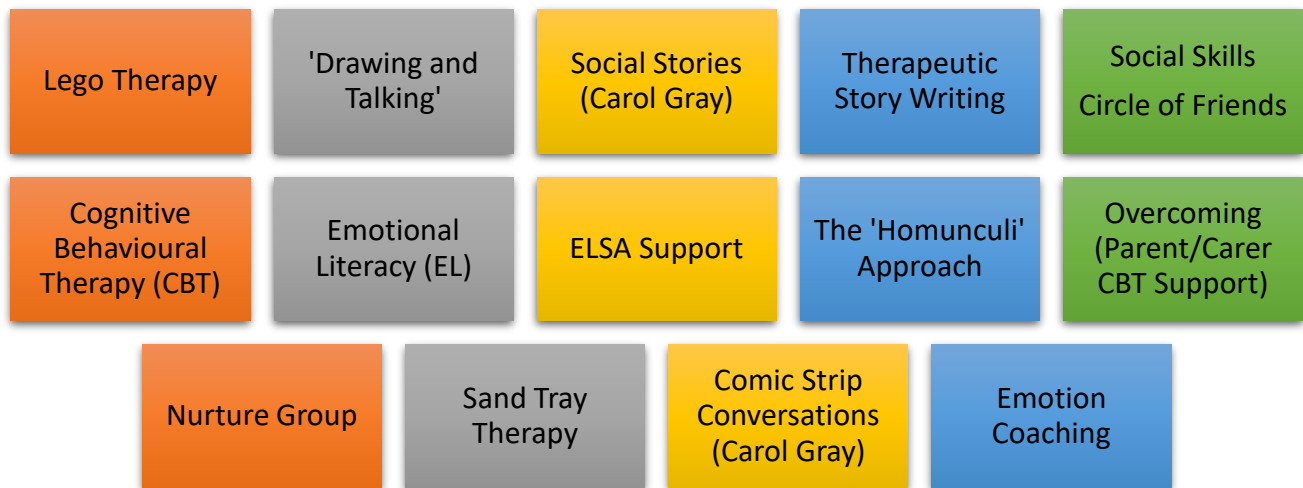 Lego Therapy
'Drawing and
Talking'
Social Stories
(Carol Gray)
Therapeutic
Story Writing
Social Skills
Circle of Friends
Cognitive
Behavioural
Therapy (CBT)
Emotional
Literacy (EL)
ELSA Support
The 'Homunculi'
Approach
Overcoming
(Parent/Carer
CBT Support)
Nurture Group
Sand Tray
Therapy
Comic Strip
Conversations
(Carol Gray)
Emotion
Coaching